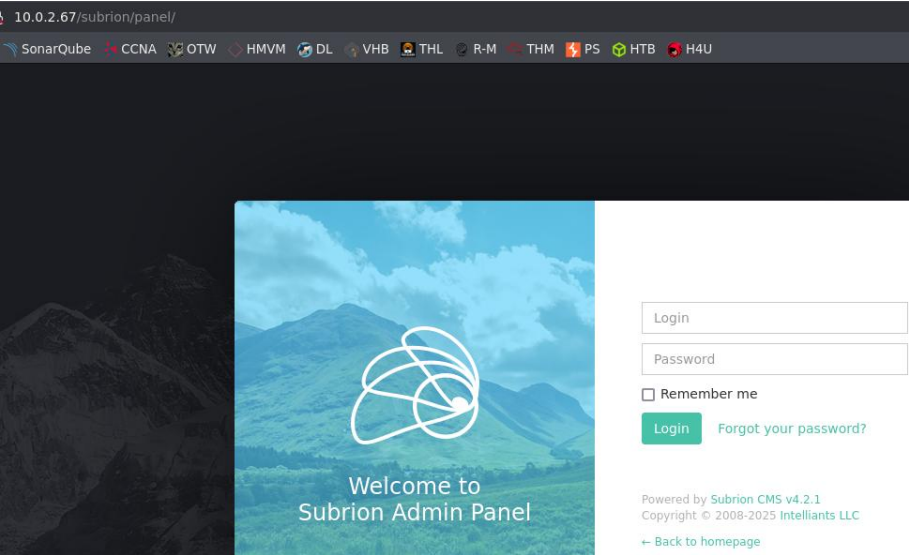 10.0.2.67/subrion/panel/
SonarQube CCNA OTW HMVM DL VHB THL R-M THM PS HTB H4U
Login
Password
Remember me
Login Forgot your password?
Welcome to
Subrion Admin Panel
Powered by Subrion CMS v4.2.1
Copyright © 2008-2025 Intelliants LLC
← Back to homepage